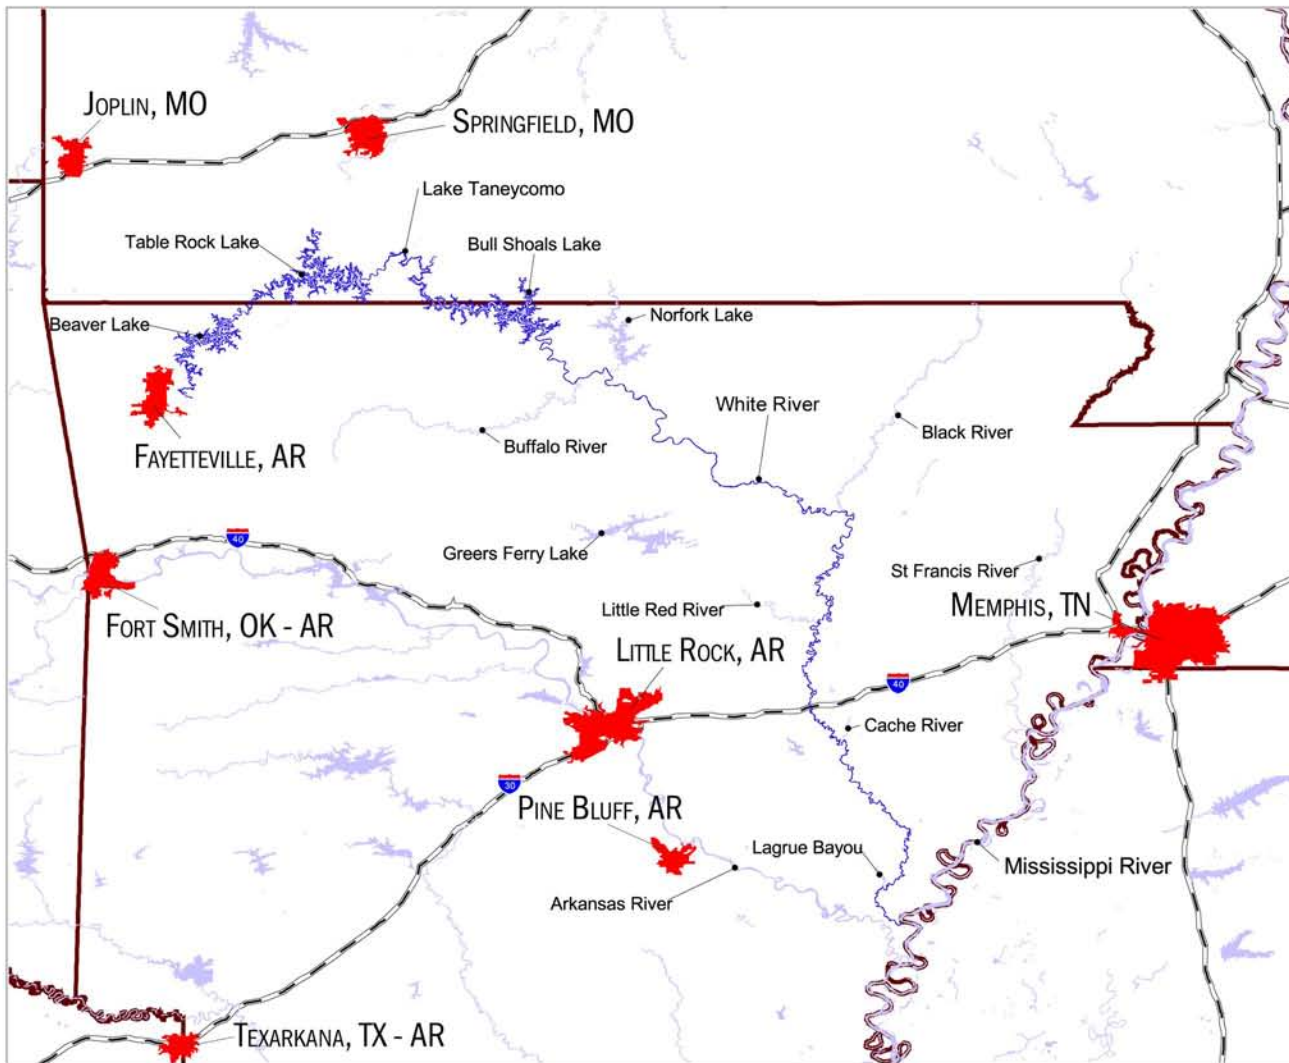 JOPLIN, MO
SPRINGFIELD, MO
Lake Taneycomo
Table Rock Lake
Bull Shoals Lake
Beaver Lake
Norfork Lake
White River
Black River
Buffalo River
FAYETTEVILLE, AR
40
Greers Ferry Lake
St Francis River
Little Red River
MEMPHIS, TN
FORT SMITH, OK - AR
LITTLE ROCK, AR
40
Cache River
30
PINE BLUFF, AR
Lagrue Bayou
Mississippi River
Arkansas River
TEXARKANA, TX - AR